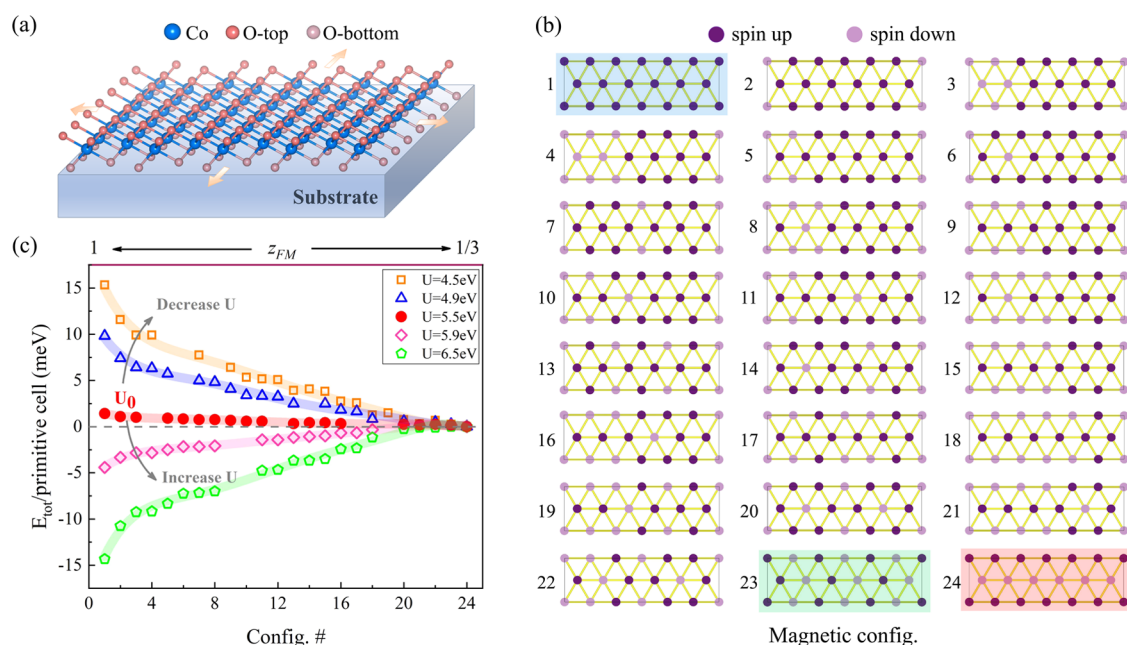 (a)
Co O-top O-bottom
Substrate
(b)
spin up spin down
1 2 3
4 5 6
7 8 9
10 11 12
13 14 15
16 17 18
19 20 21
22 23 24
Magnetic config.
(c)
1 z_FM 1/3
15
10
5
0
-5
-10
-15
E_tot/primitive cell (meV)
Decrease U
U_0
Increase U
U=4.5eV
U=4.9eV
U=5.5eV
U=5.9eV
U=6.5eV
0 4 8 12 16 20 24
Config. #